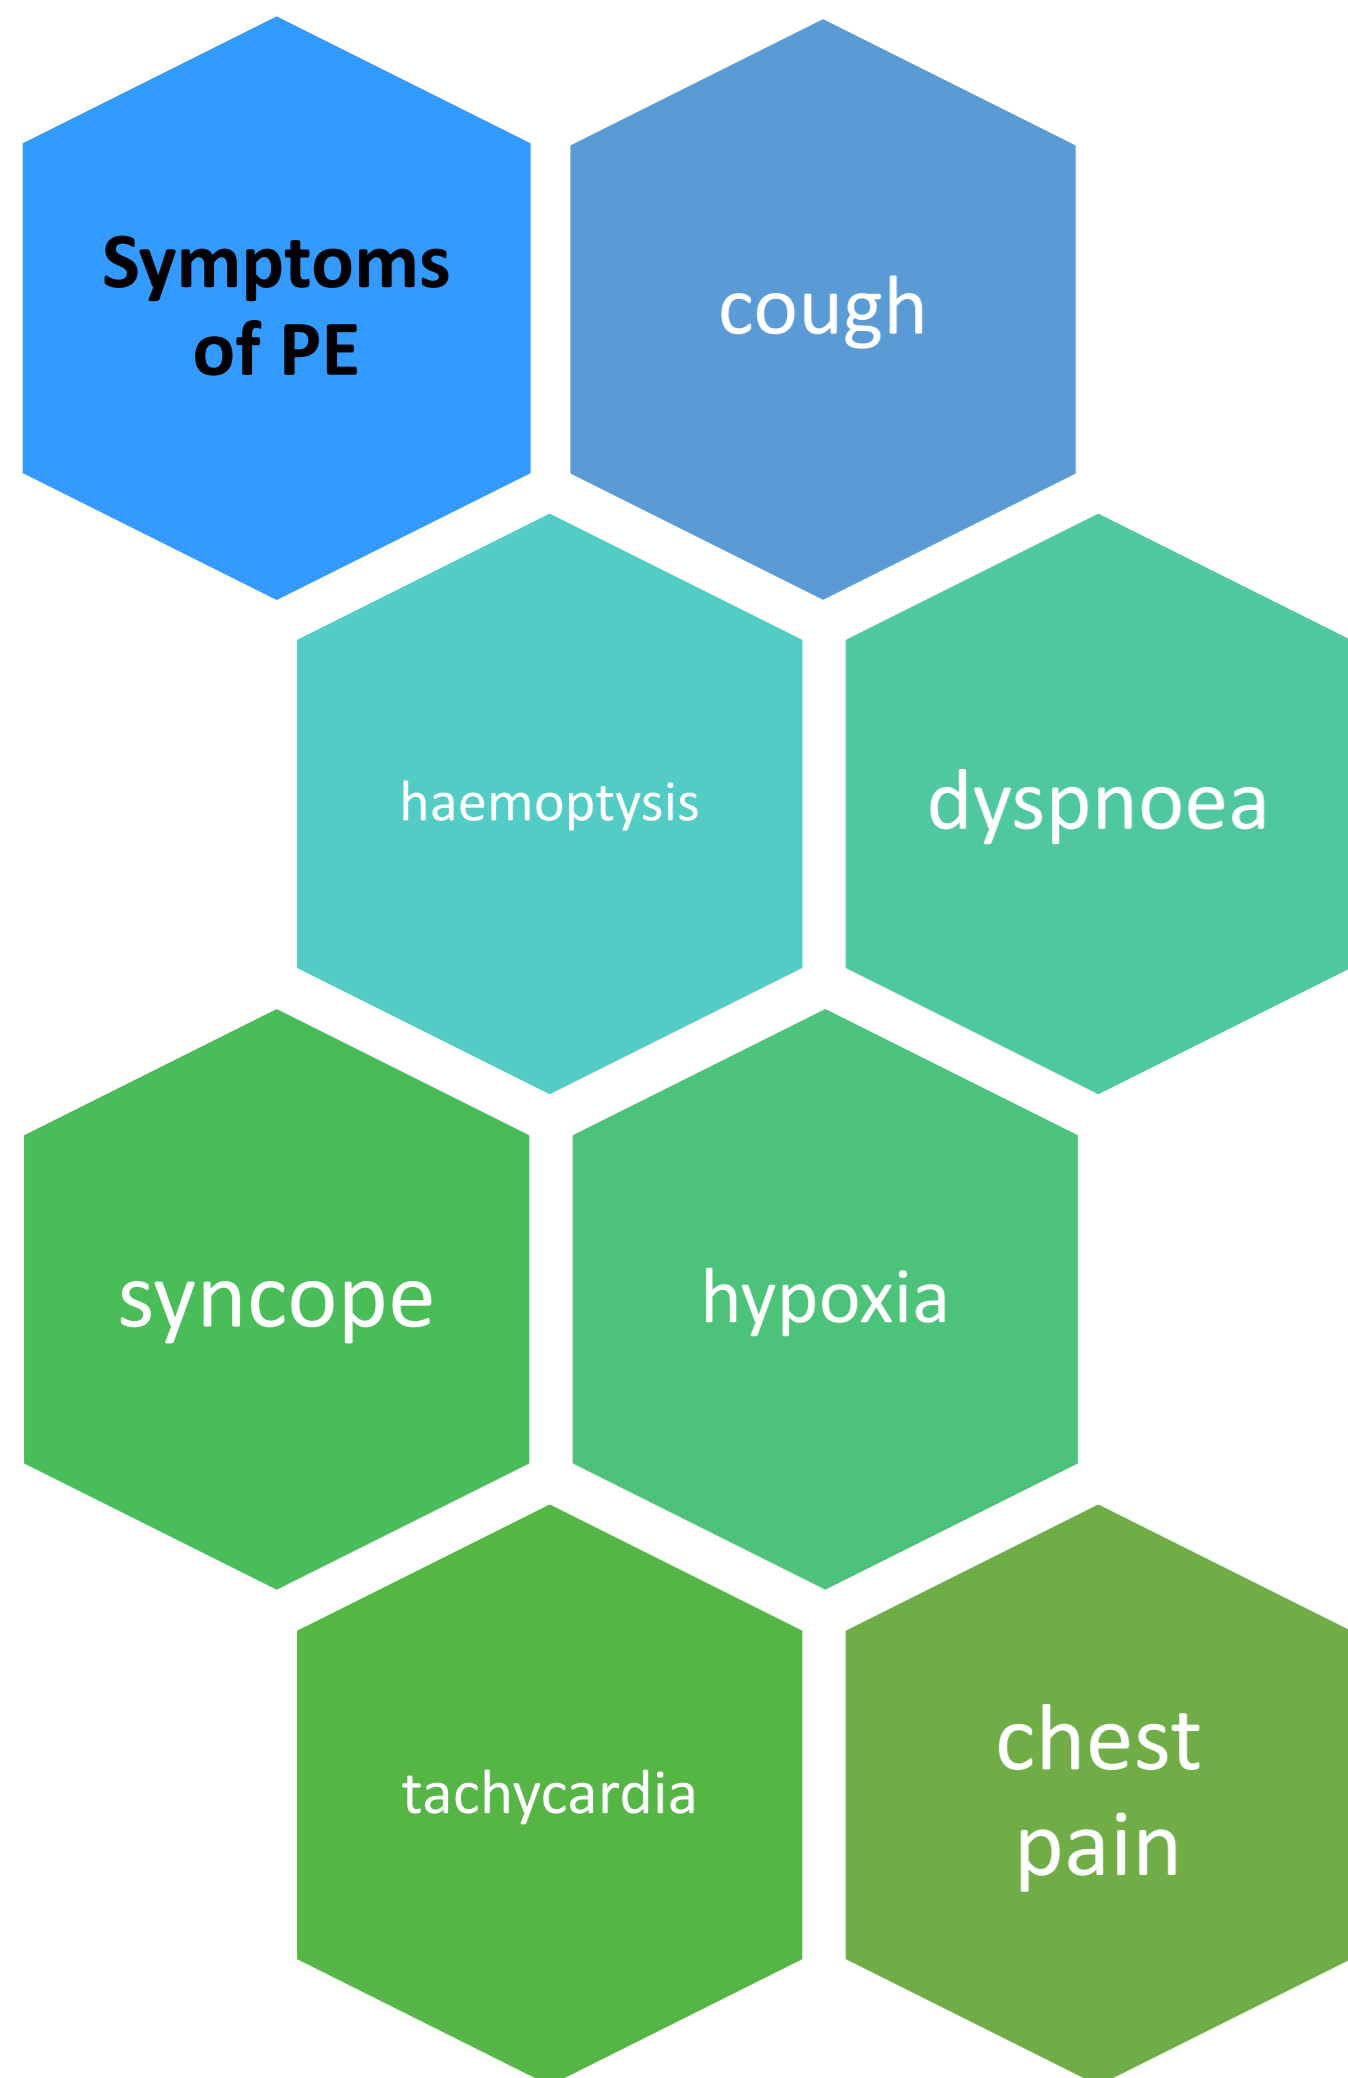 Symptoms
of PE
cough
haemoptysis
dyspnoea
syncope
hypoxia
tachycardia
chest
pain